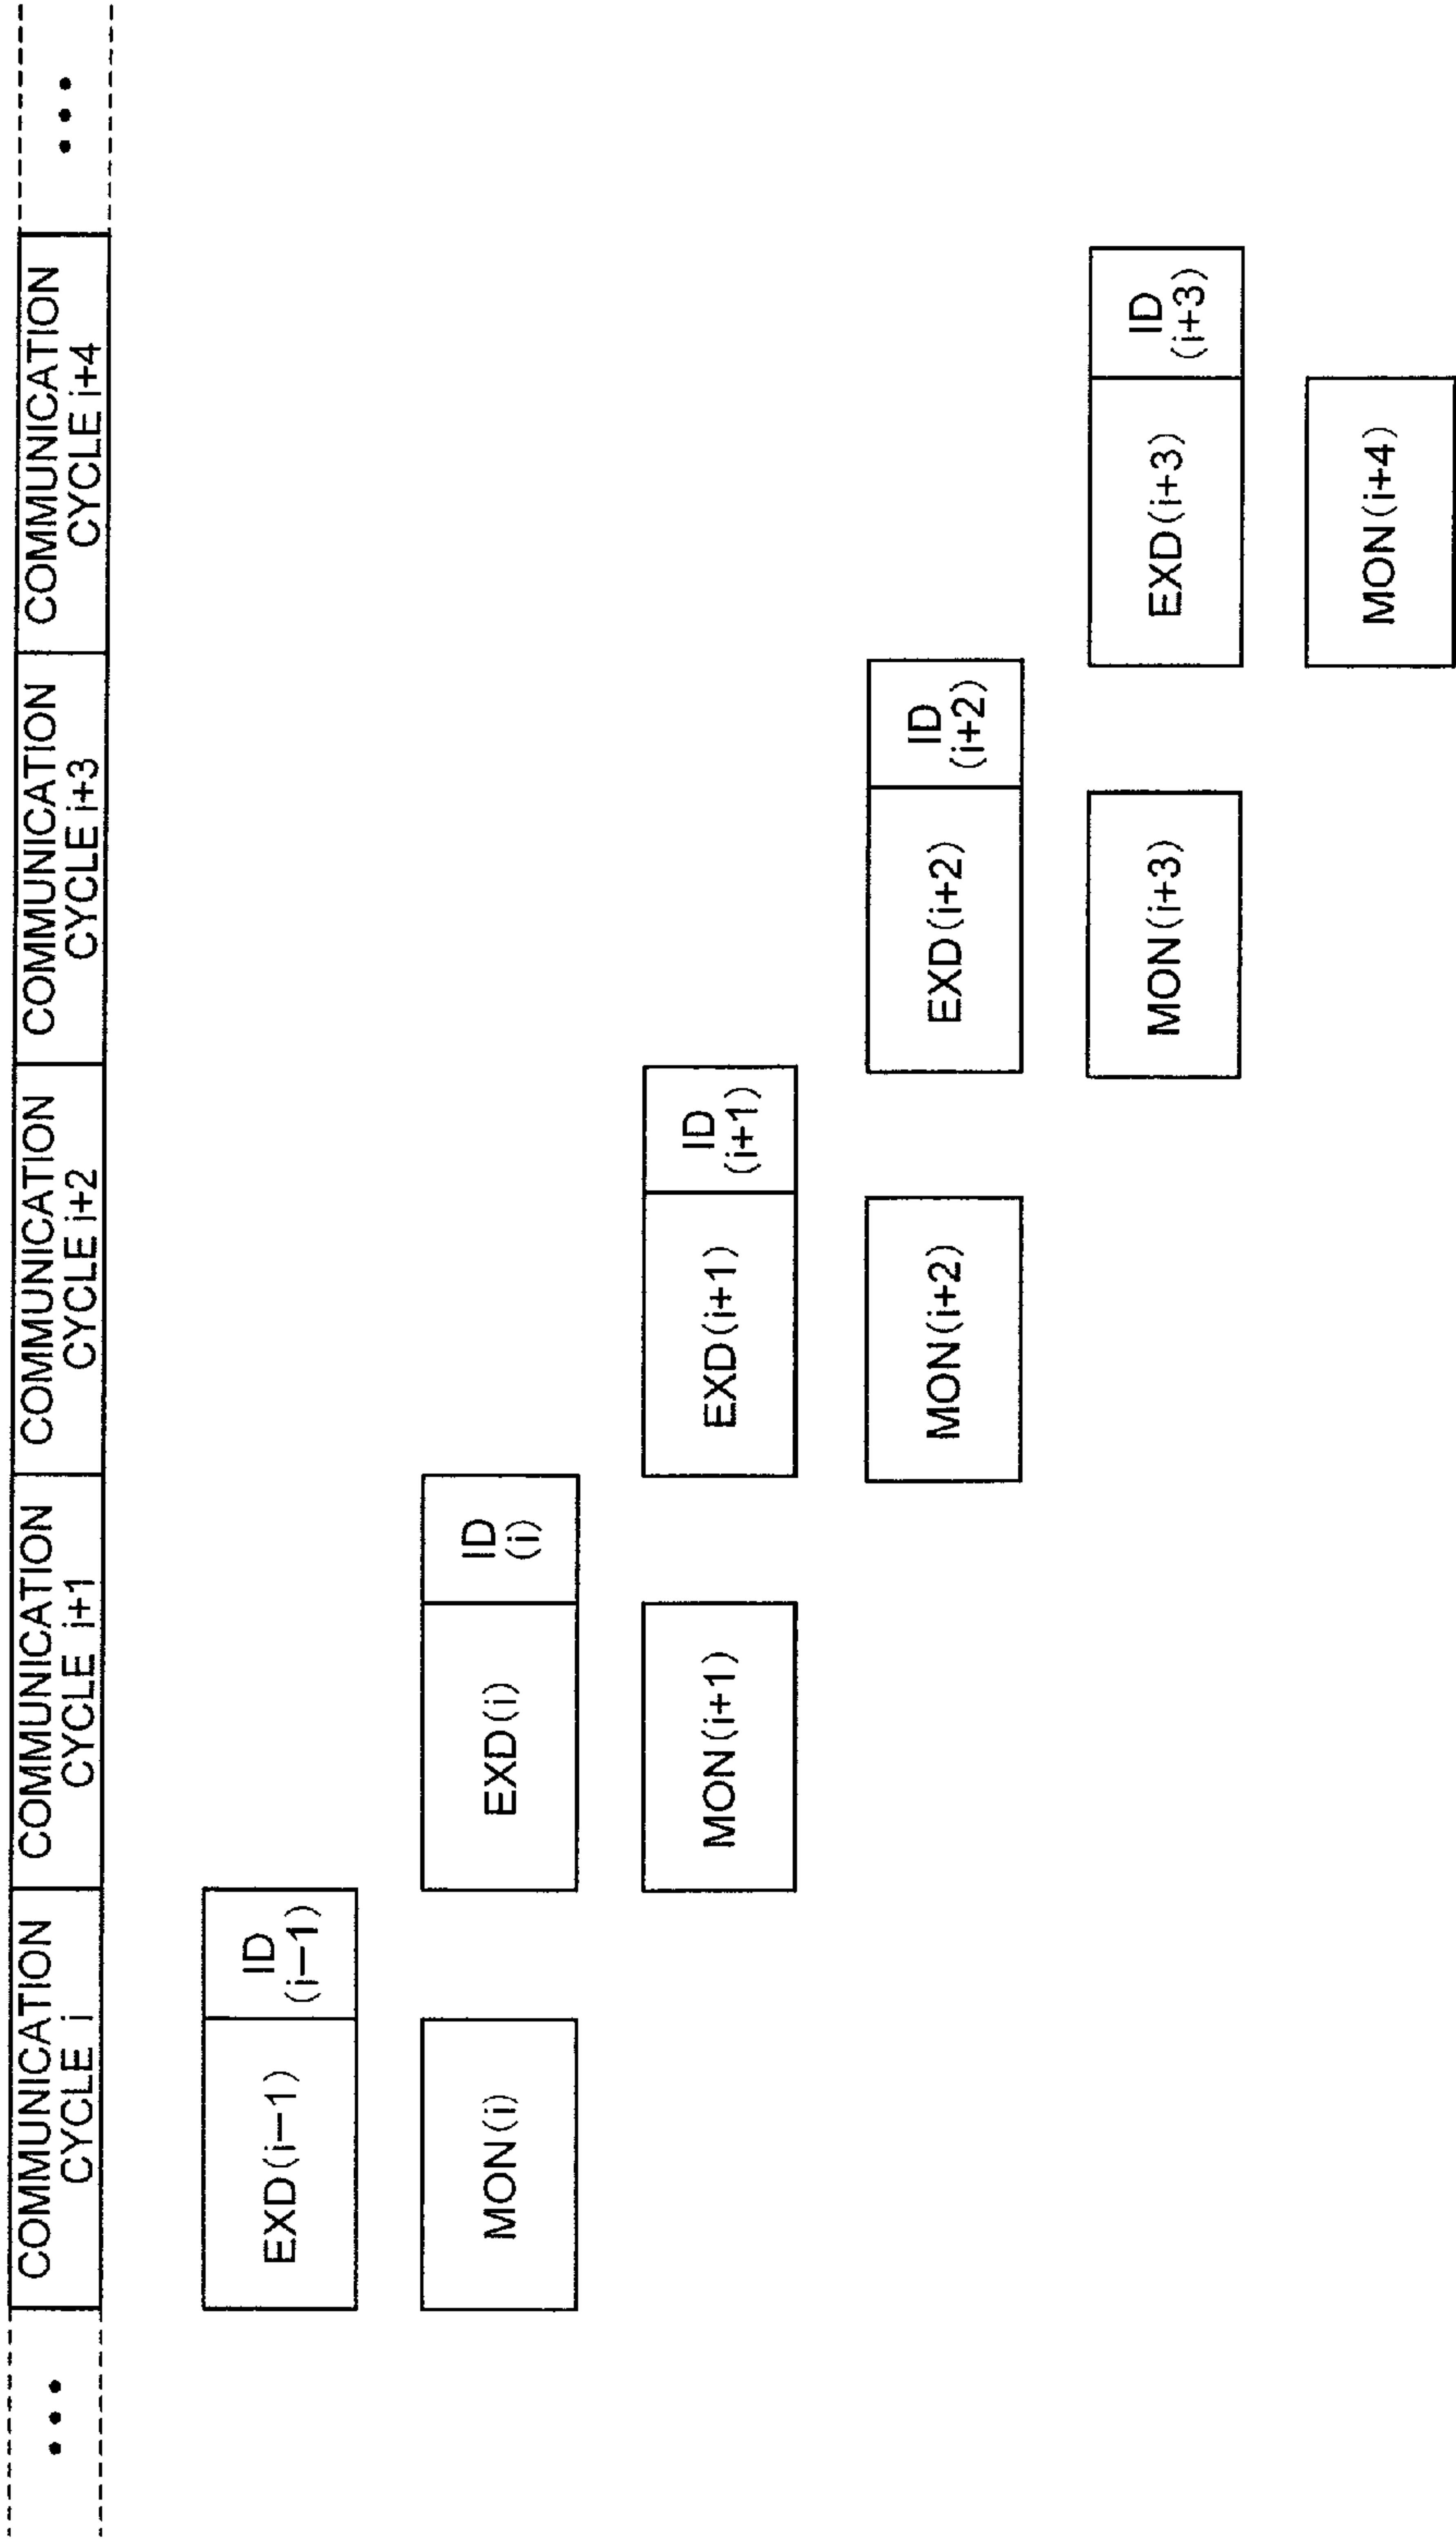 ...
COMMUNICATION
CYCLE i
COMMUNICATION
CYCLE i+1
COMMUNICATION
CYCLE i+2
COMMUNICATION
CYCLE i+3
COMMUNICATION
CYCLE i+4
...
EXD(i−1)
ID
(i−1)
MON(i)
EXD(i)
ID
(i)
MON(i+1)
EXD(i+1)
ID
(i+1)
MON(i+2)
EXD(i+2)
ID
(i+2)
MON(i+3)
EXD(i+3)
ID
(i+3)
MON(i+4)